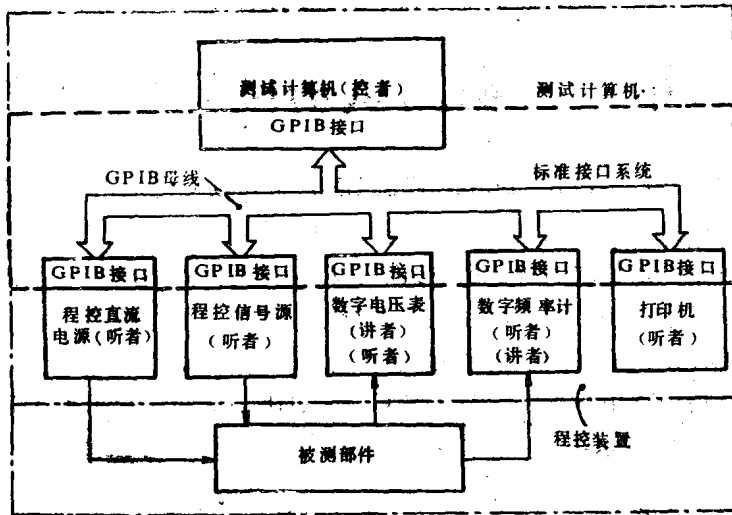 测试计算机(控者)
测试计算机
GPIB接口
GPIB母线
标准接口系统
GPIB接口
GPIB接口
GPIB接口
GPIB接口
GPIB接口
程控直流
电源(听者)
程控信号源
(听者)
数字电压表
(讲者)
(听者)
数字频率计
(听者)
(讲者)
打印机
(听者)
被测部件
程控装置